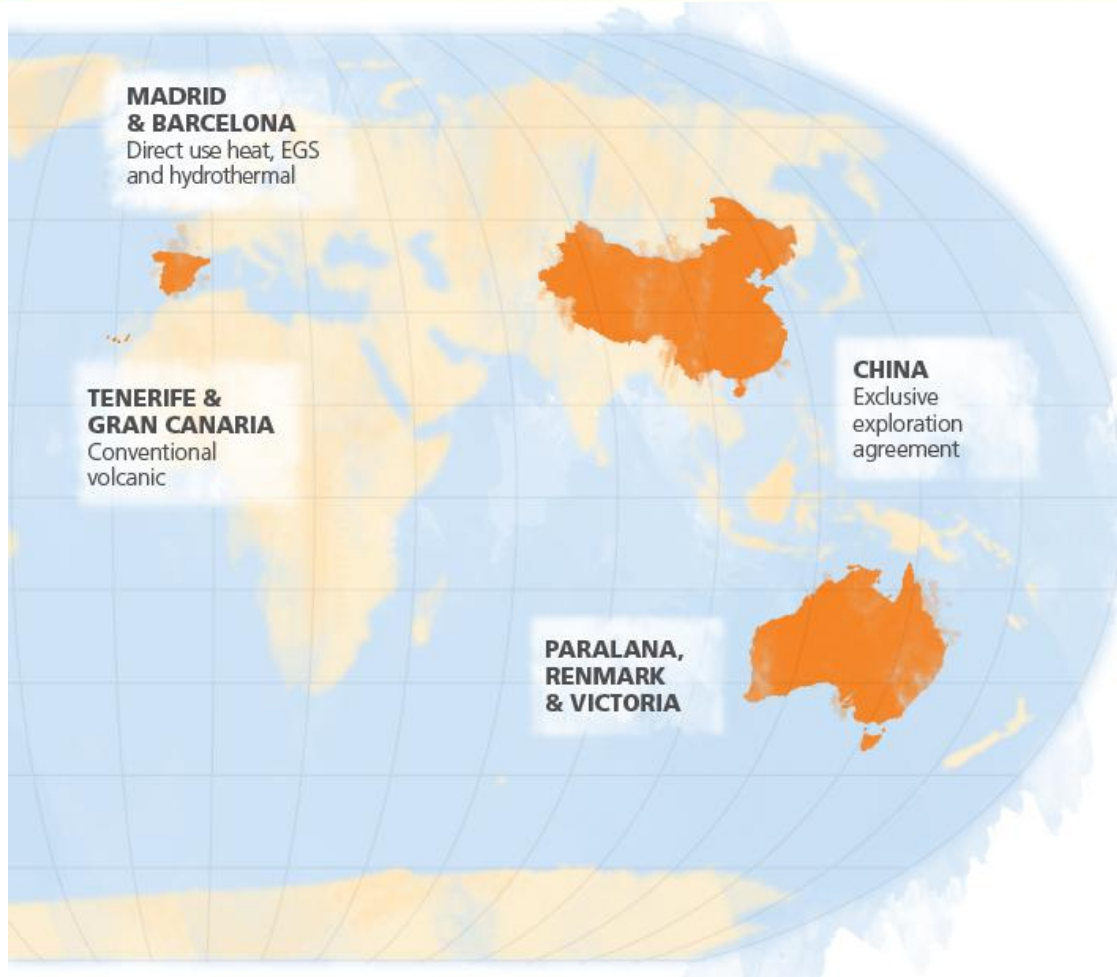 MADRID
& BARCELONA
Direct use heat, EGS
and hydrothermal
TENERIFE &
GRAN CANARIA
Conventional
volcanic
CHINA
Exclusive
exploration
agreement
PARALANA,
RENMARK
& VICTORIA